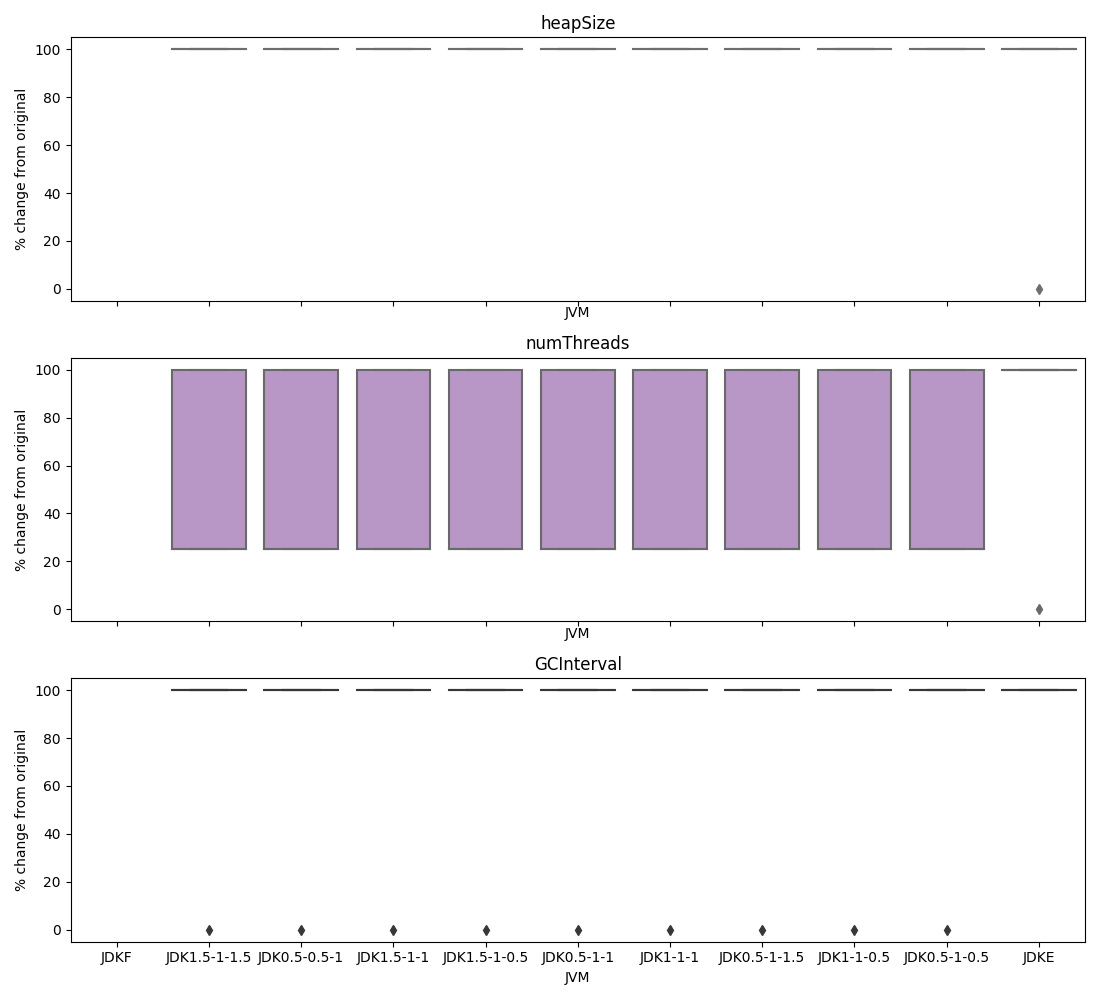 heapSize
% change from original
100
80
60
40
20
0
JVM
numThreads
% change from original
100
80
60
40
20
0
JVM
GCInterval
% change from original
100
80
60
40
20
0
JDKF JDK1.5-1-1.5 JDK0.5-0.5-1 JDK1.5-1-1 JDK1.5-1-0.5 JDK0.5-1-1 JDK1-1-1 JDK0.5-1-1.5 JDK1-1-0.5 JDK0.5-1-0.5 JDKE
JVM